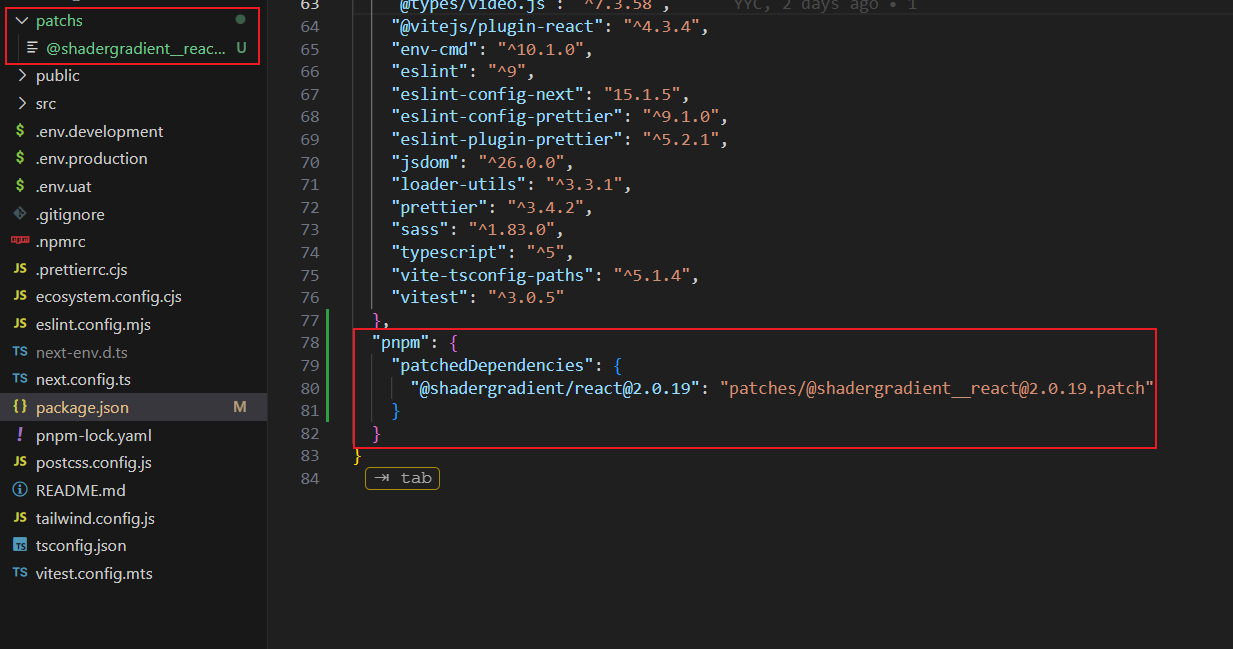 patchs
@shadergradient__reac... U
public
src
.env.development
.env.production
.env.uat
.gitignore
.npmrc
.prettierrc.cjs
ecosystem.config.cjs
eslint.config.mjs
next-env.d.ts
next.config.ts
package.json M
pnpm-lock.yaml
postcss.config.js
README.md
tailwind.config.js
tsconfig.json
vitest.config.mts
63 "@types/video.js": "^7.3.58", YYC, 2 days ago • 1
64 "@vitejs/plugin-react": "^4.3.4",
65 "env-cmd": "^10.1.0",
66 "eslint": "^9",
67 "eslint-config-next": "15.1.5",
68 "eslint-config-prettier": "^9.1.0",
69 "eslint-plugin-prettier": "^5.2.1",
70 "jsdom": "^26.0.0",
71 "loader-utils": "^3.3.1",
72 "prettier": "^3.4.2",
73 "sass": "^1.83.0",
74 "typescript": "^5",
75 "vite-tsconfig-paths": "^5.1.4",
76 "vitest": "^3.0.5"
77 },
78 "pnpm": {
79 "patchedDependencies": {
80 "@shadergradient/react@2.0.19": "patches/@shadergradient__react@2.0.19.patch"
81 }
82 }
83 }
84 tab